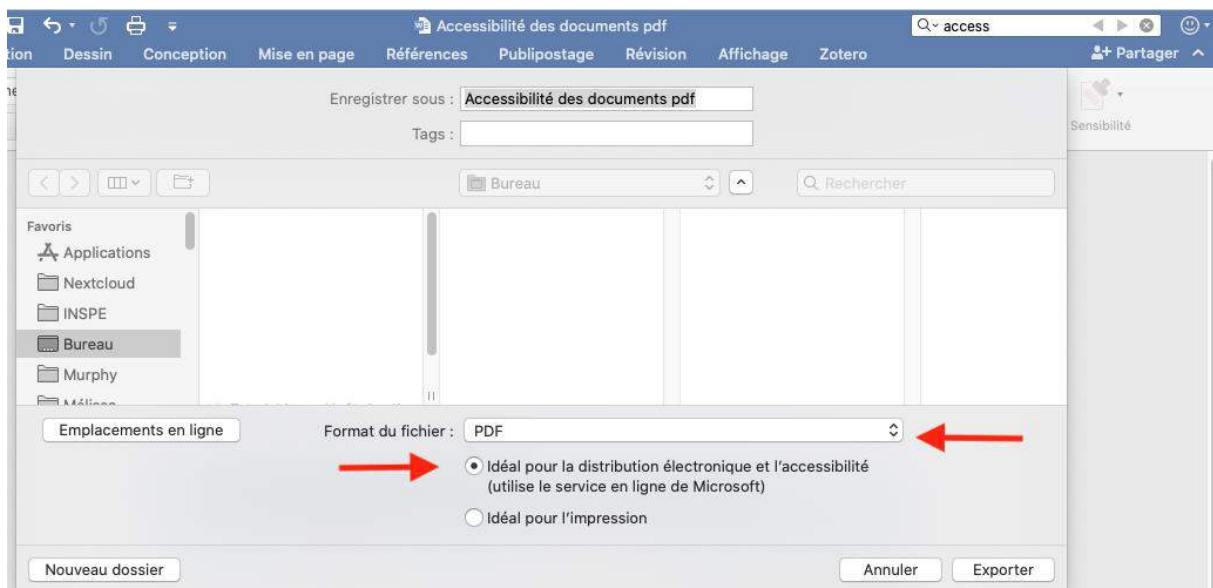 Accessibilité des documents pdf
access
tion Dessin Conception Mise en page Références Publipostage Révision Affichage Zotero
Partager
Enregistrer sous : Accessibilité des documents pdf
Tags :
Sensibilité
Bureau
Rechercher
Favoris
Applications
Nextcloud
INSPE
Bureau
Murphy
Mélissa
Emplacements en ligne
Format du fichier : PDF
Idéal pour la distribution électronique et l'accessibilité
(utilise le service en ligne de Microsoft)
Idéal pour l'impression
Nouveau dossier
Annuler
Exporter